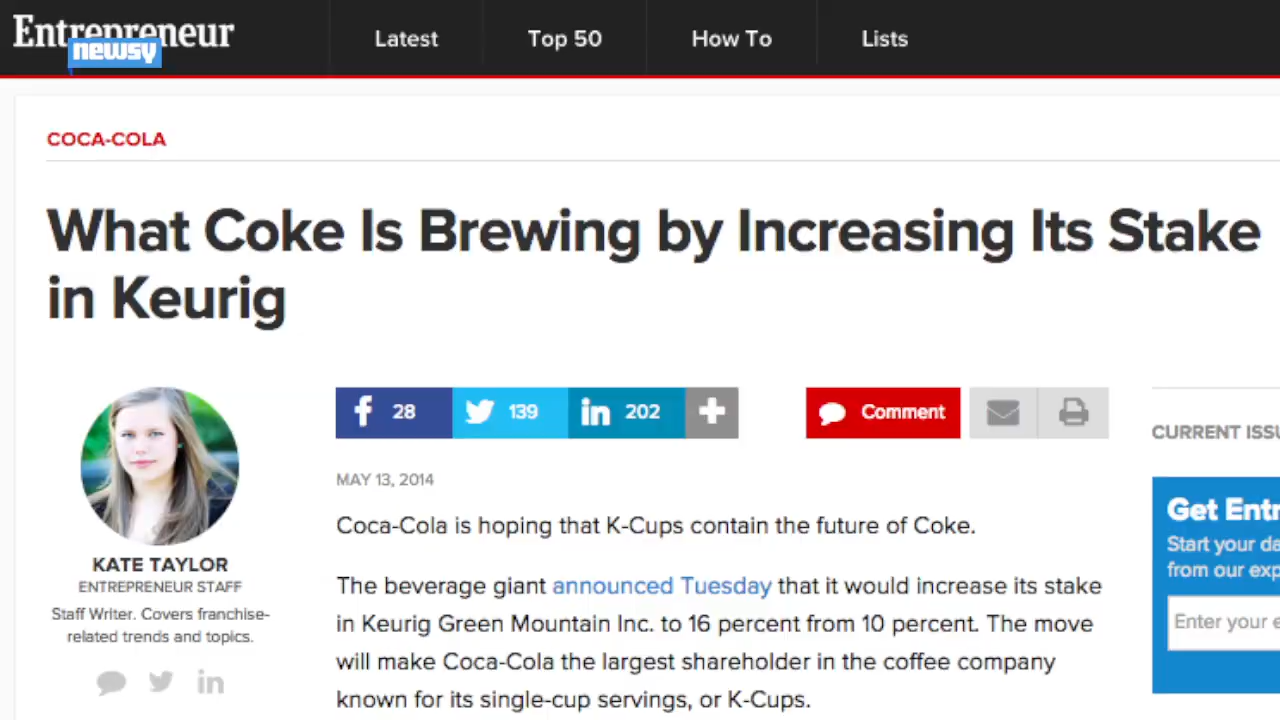 Entrepreneur
newsy
Latest
Top 50
How To
Lists
COCA-COLA
What Coke Is Brewing by Increasing Its Stake
in Keurig
28
139
202
Comment
CURRENT ISSU
MAY 13, 2014
Coca-Cola is hoping that K-Cups contain the future of Coke.
KATE TAYLOR
ENTREPRENEUR STAFF
Staff Writer. Covers franchise-
related trends and topics.
The beverage giant announced Tuesday that it would increase its stake
in Keurig Green Mountain Inc. to 16 percent from 10 percent. The move
will make Coca-Cola the largest shareholder in the coffee company
known for its single-cup servings, or K-Cups.
Get Entr
Start your da
from our exp
Enter your e